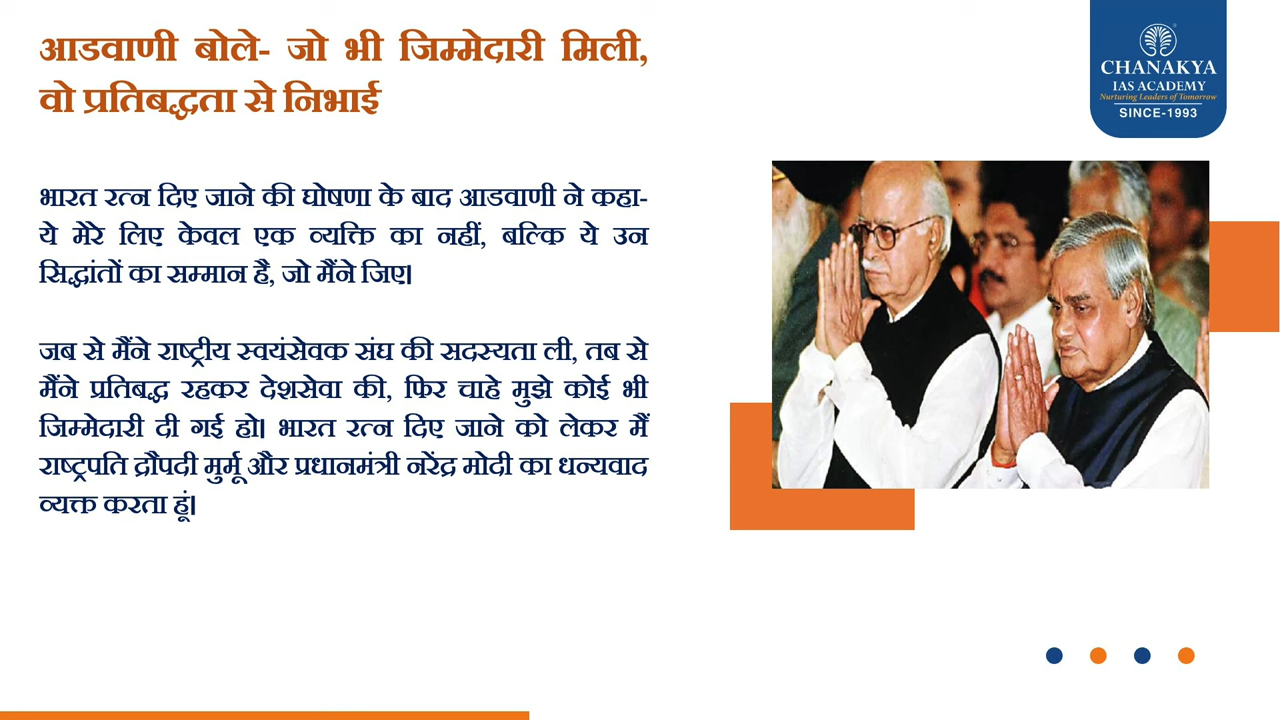 आडवाणी बोले- जो भी जिम्मेदारी मिली,
वो प्रतिबद्धता से निभाई
CHANAKYA
IAS ACADEMY
Nurturing Leaders of Tomorrow
SINCE-1993
भारत रत्न दिए जाने की घोषणा के बाद आडवाणी ने कहा-
ये मेरे लिए केवल एक व्यक्ति का नहीं, बल्कि ये उन
सिद्धांतों का सम्मान है, जो मैंने जिए।
जब से मैंने राष्ट्रीय स्वयंसेवक संघ की सदस्यता ली, तब से
मैंने प्रतिबद्ध रहकर देशसेवा की, फिर चाहे मुझे कोई भी
जिम्मेदारी दी गई हो। भारत रत्न दिए जाने को लेकर मैं
राष्ट्रपति द्रौपदी मुर्मू और प्रधानमंत्री नरेंद्र मोदी का धन्यवाद
व्यक्त करता हूं।